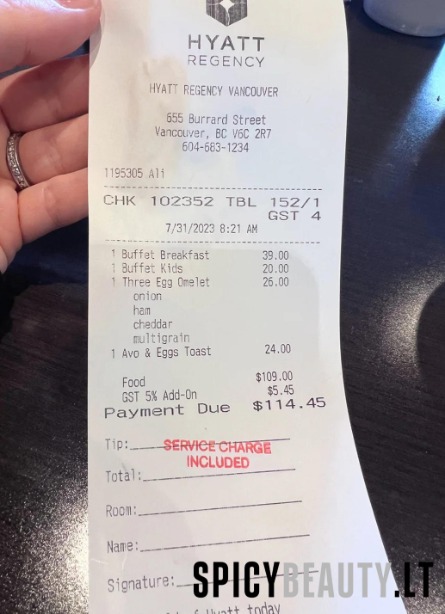 HYATT
REGENCY
HYATT REGENCY VANCOUVER
655 Burrard Street
Vancouver, BC V6C 2R7
604-683-1234
1195305 Ali
CHK 102352 TBL 152/1
GST 4
7/31/2023 8:21 AM
1 Buffet Breakfast 39.00
1 Buffet Kids 20.00
1 Three Egg Omelet 26.00
onion
ham
cheddar
multigrain
1 Avo & Eggs Toast 24.00
Food $109.00
GST 5% Add-On $5.45
Payment Due $114.45
Tip:
SERVICE CHARGE
INCLUDED
Total:
Room:
Name:
Signature:
Hyatt today
SPICYBEAUTY.LT